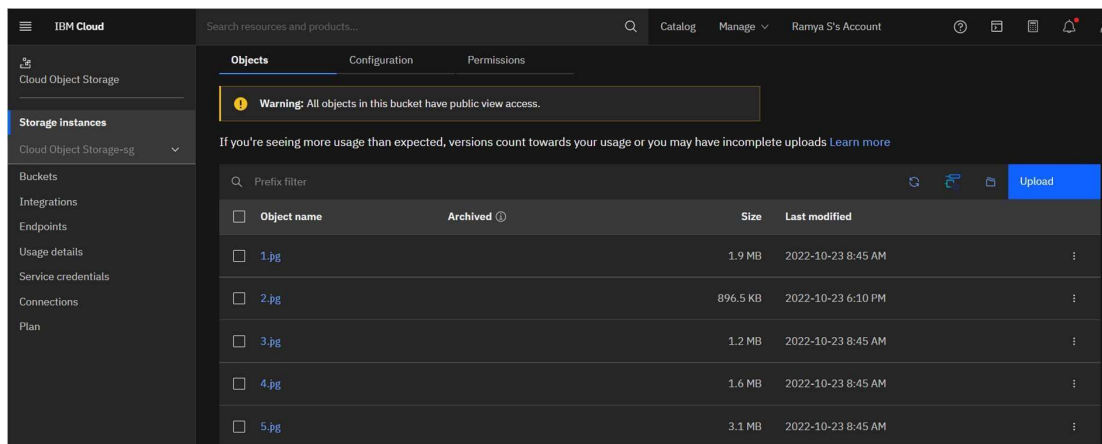 IBM Cloud
Search resources and products...
Catalog
Manage
Ramya S's Account
Cloud Object Storage
Storage instances
Cloud Object Storage-sg
Buckets
Integrations
Endpoints
Usage details
Service credentials
Connections
Plan
Objects
Configuration
Permissions
Warning: All objects in this bucket have public view access.
If you're seeing more usage than expected, versions count towards your usage or you may have incomplete uploads Learn more
Prefix filter
Upload
Object name Archived Size Last modified
1.jpg 1.9 MB 2022-10-23 8:45 AM
2.jpg 896.5 KB 2022-10-23 6:10 PM
3.jpg 1.2 MB 2022-10-23 8:45 AM
4.jpg 1.6 MB 2022-10-23 8:45 AM
5.jpg 3.1 MB 2022-10-23 8:45 AM